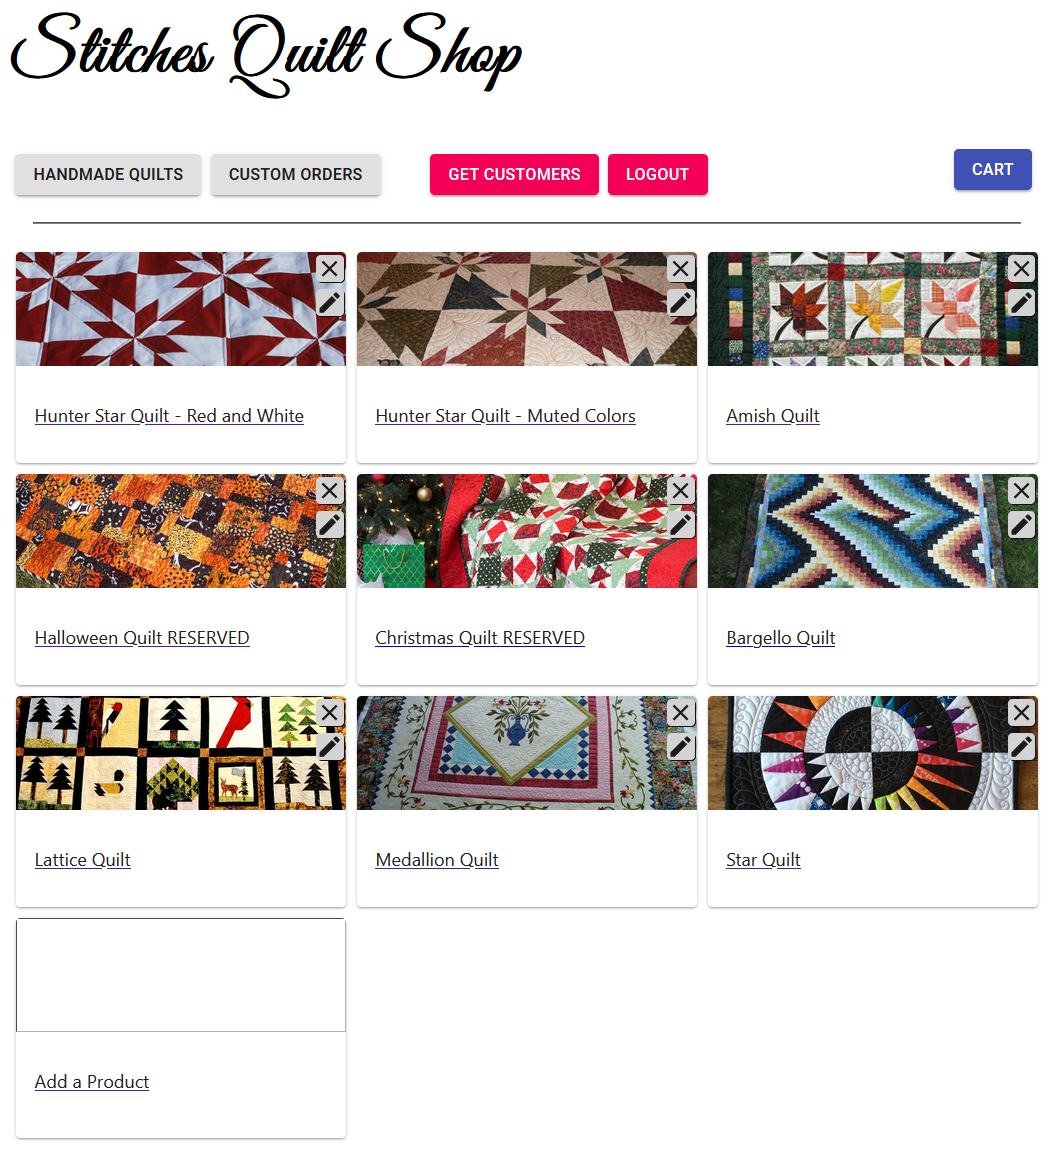 Stitches Quilt Shop
HANDMADE QUILTS CUSTOM ORDERS GET CUSTOMERS LOGOUT CART
Hunter Star Quilt - Red and White
Hunter Star Quilt - Muted Colors
Amish Quilt
Halloween Quilt RESERVED
Christmas Quilt RESERVED
Bargello Quilt
Lattice Quilt
Medallion Quilt
Star Quilt
Add a Product